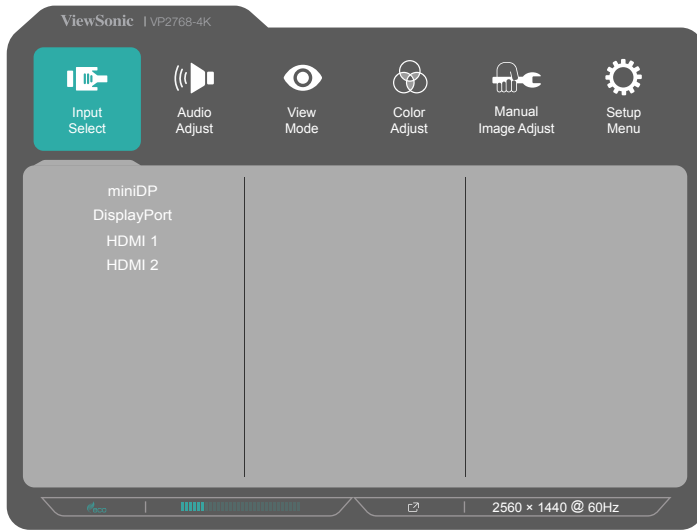 ViewSonic | VP2768-4K
Input
Select
Audio
Adjust
View
Mode
Color
Adjust
Manual
Image Adjust
Setup
Menu
miniDP
DisplayPort
HDMI 1
HDMI 2
eco
2560 × 1440 @ 60Hz